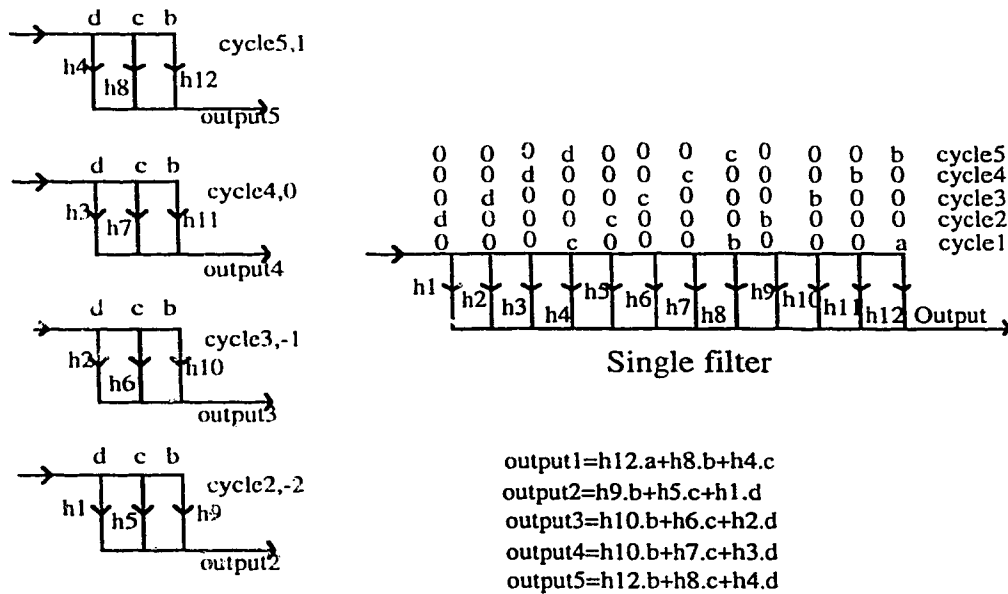 d c b
cycle5,1
h4 h8 h12
output5
d c b
cycle4,0
h3 h7 h11
output4
d c b
cycle3,-1
h2 h6 h10
output3
d c b
cycle2,-2
h1 h5 h9
output2
0 0 0 d 0 0 0 c 0 0 0 b cycle5
0 0 d 0 0 0 c 0 0 0 b 0 cycle4
0 d 0 0 0 c 0 0 0 b 0 0 cycle3
d 0 0 0 c 0 0 0 b 0 0 0 cycle2
0 0 0 c 0 0 0 b 0 0 0 a cycle1
h1 h2 h3 h4 h5 h6 h7 h8 h9 h10 h11 h12 Output
Single filter
output1=h12.a+h8.b+h4.c
output2=h9.b+h5.c+h1.d
output3=h10.b+h6.c+h2.d
output4=h10.b+h7.c+h3.d
output5=h12.b+h8.c+h4.d